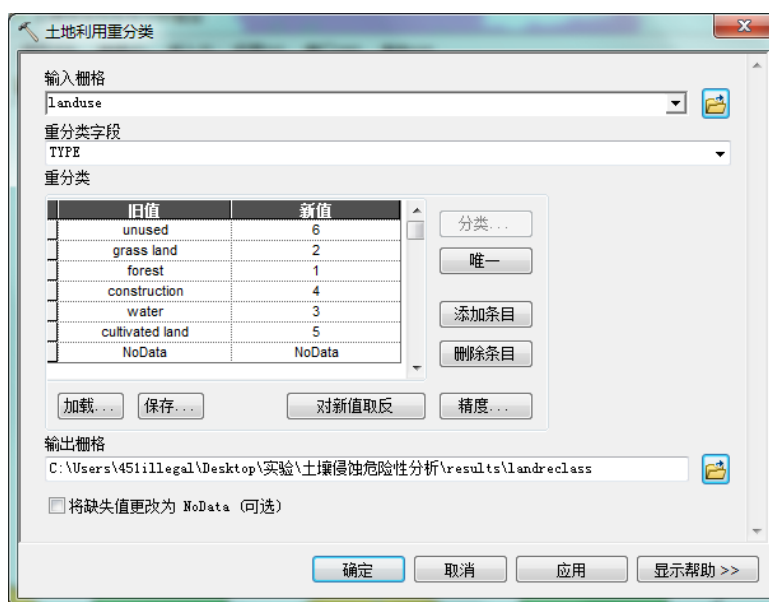 土地利用重分类
输入栅格
landuse
重分类字段
TYPE
重分类
旧值 新值
unused 6
grass land 2
forest 1
construction 4
water 3
cultivated land 5
NoData NoData
分类...
唯一
添加条目
删除条目
加载... 保存... 对新值取反 精度...
输出栅格
C:\Users\451illegal\Desktop\实验\土壤侵蚀危险性分析\results\landreclass
将缺失值更改为 NoData (可选)
确定 取消 应用 显示帮助 >>